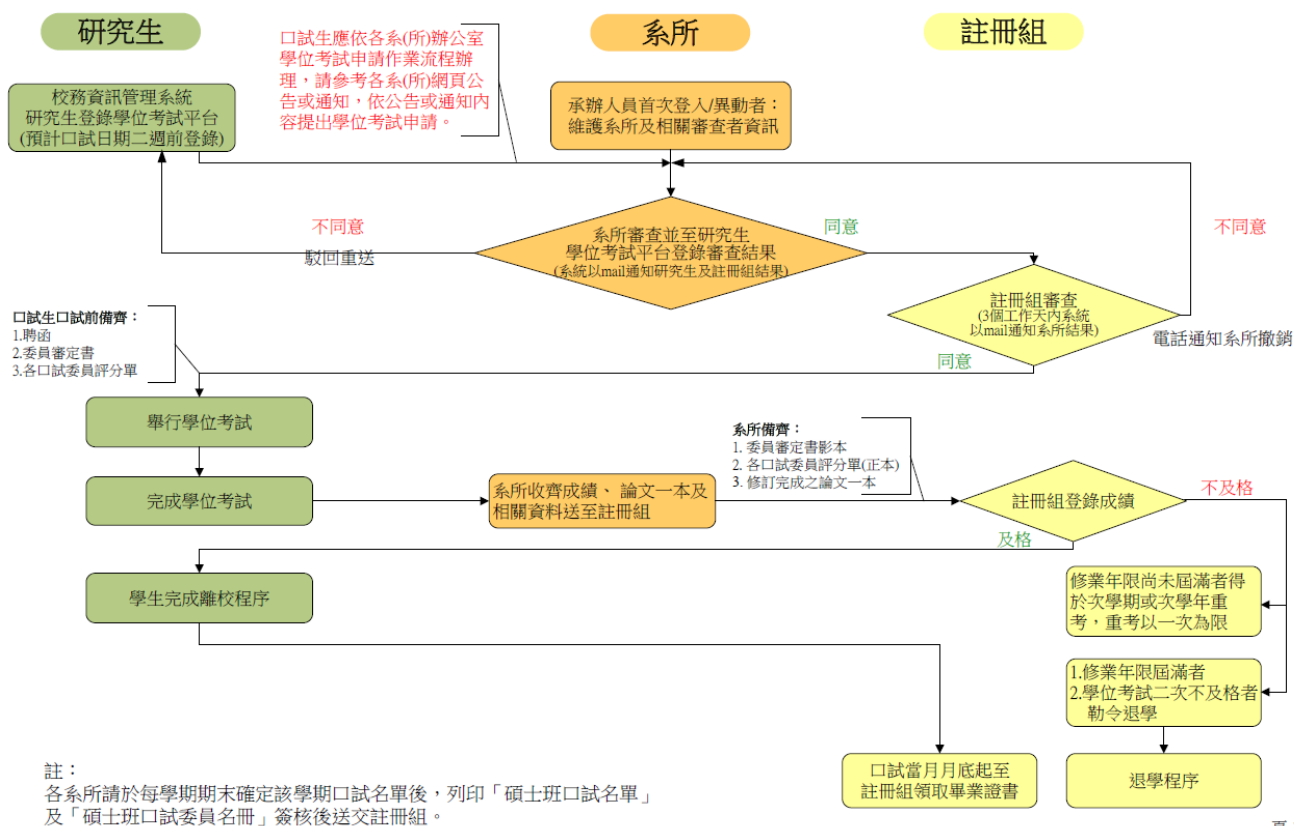 研究生
系所
註冊組
口試生應依各系(所)辦公室
學位考試申請作業流程辦
理，請參考各系(所)網頁公
告或通知，依公告或通知內
容提出學位考試申請。
校務資訊管理系統
研究生登錄學位考試平台
(預計口試日期二週前登錄)
承辦人員首次登入/異動者：
維護系所及相關審查者資訊
不同意
駁回重送
系所審查並至研究生
學位考試平台登錄審查結果
(系統以mail通知研究生及註冊組結果)
同意
不同意
註冊組審查
(3個工作天內系統
以mail通知系所結果)
電話通知系所撤銷
同意
口試生口試前備齊：
1.聘函
2.委員審定書
3.各口試委員評分單
舉行學位考試
完成學位考試
系所收齊成績、 論文一本及
相關資料送至註冊組
系所備齊：
1. 委員審定書影本
2. 各口試委員評分單(正本)
3. 修訂完成之論文一本
註冊組登錄成績
不及格
及格
學生完成離校程序
修業年限尚未屆滿者得
於次學期或次學年重
考，重考以一次為限
1.修業年限屆滿者
2.學位考試二次不及格者
勒令退學
口試當月月底起至
註冊組領取畢業證書
退學程序
註：
各系所請於每學期期末確定該學期口試名單後，列印「碩士班口試名單」
及「碩士班口試委員名冊」簽核後送交註冊組。